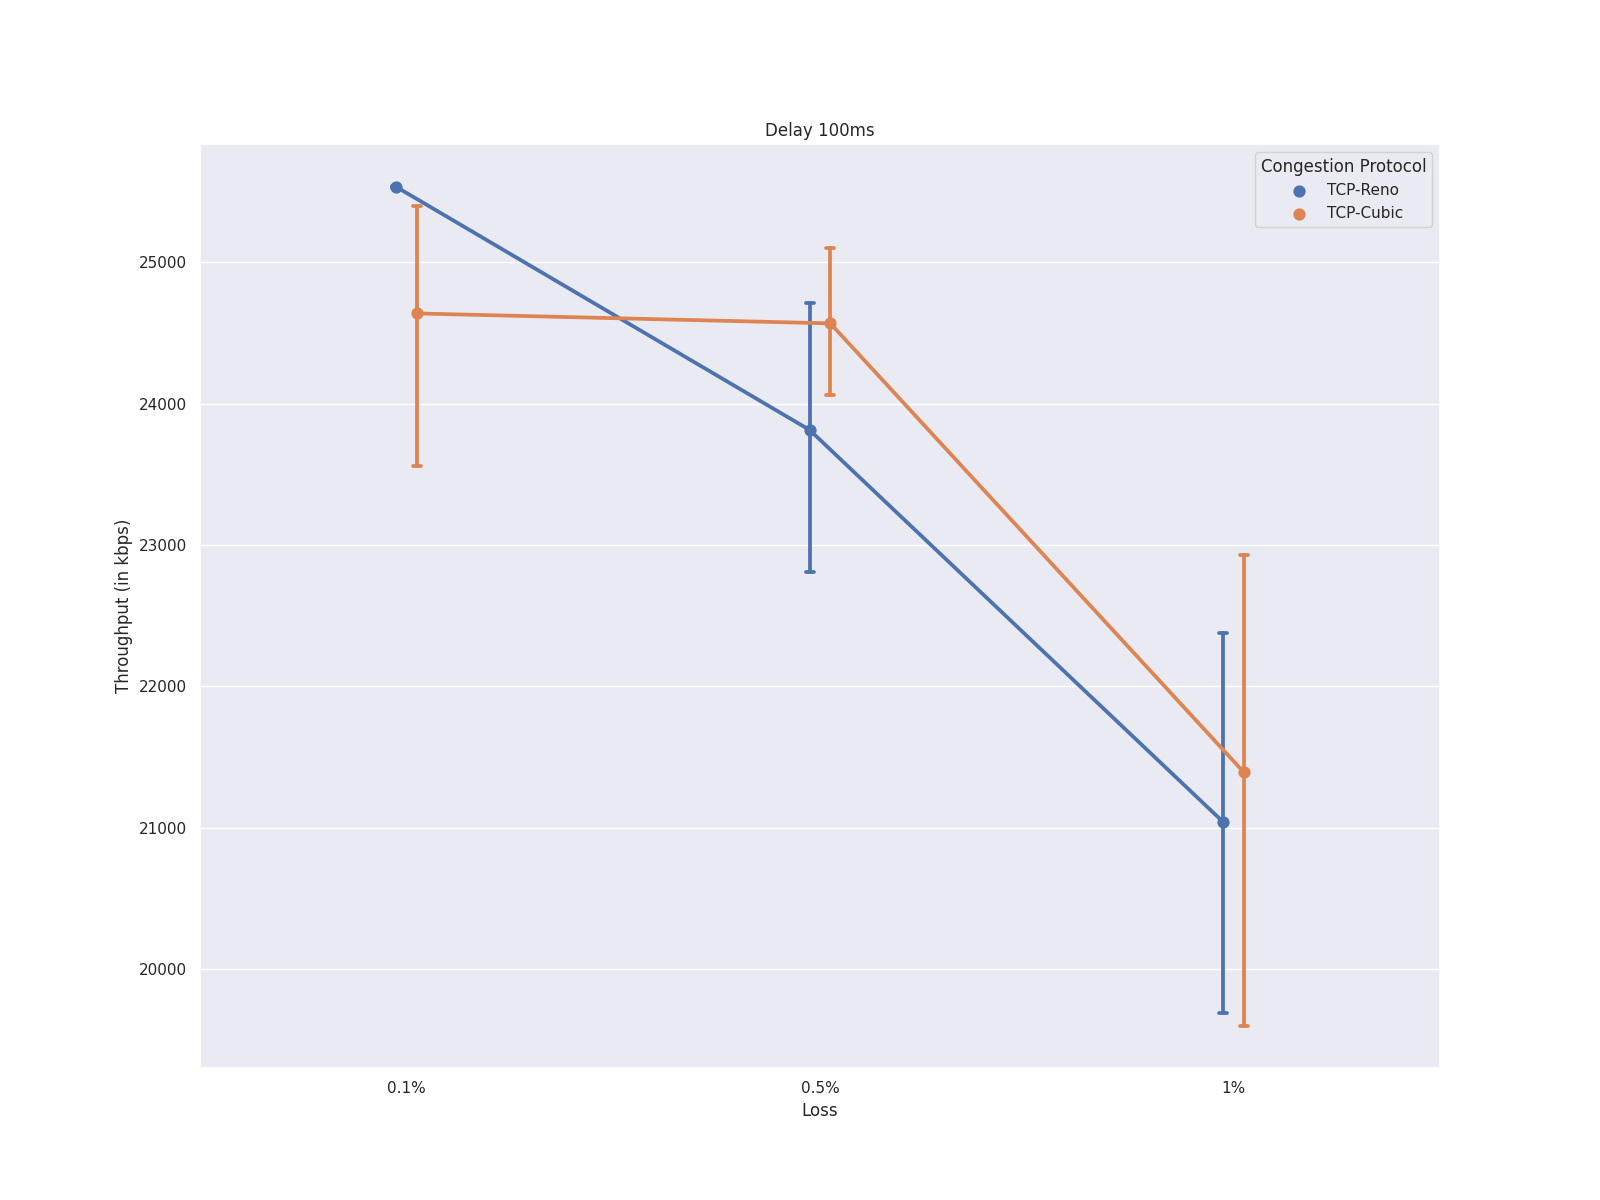 Delay 100ms
Congestion Protocol
TCP-Reno
TCP-Cubic
25000
24000
23000
22000
21000
20000
Throughput (in kbps)
0.1%
0.5%
1%
Loss